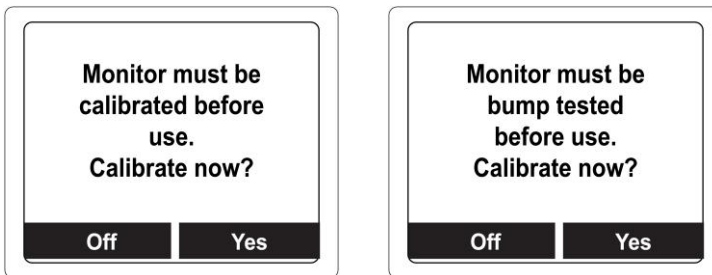 Monitor must be
calibrated before
use.
Calibrate now?
Off Yes
Monitor must be
bump tested
before use.
Calibrate now?
Off Yes